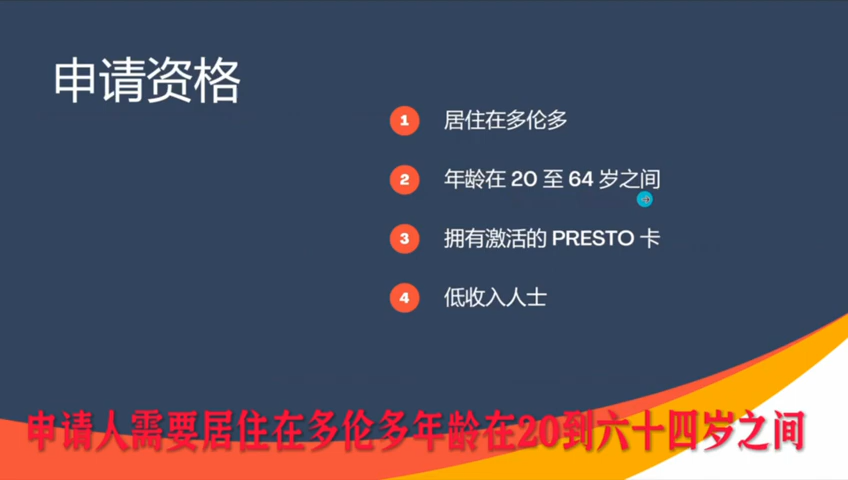 申请资格
1 居住在多伦多
2 年龄在 20 至 64 岁之间
3 拥有激活的 PRESTO 卡
4 低收入人士
申请人需要居住在多伦多年龄在20到六十四岁之间